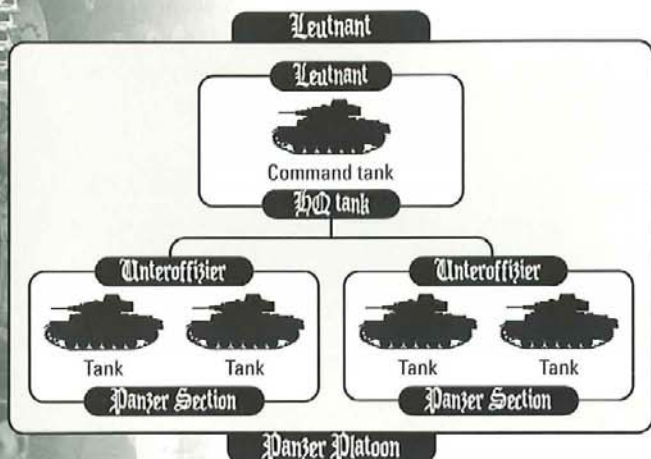 Leutnant
Leutnant
Command tank
HQ tank
Unteroffizier
Unteroffizier
Tank
Tank
Tank
Tank
Panzer Section
Panzer Section
Panzer Platoon